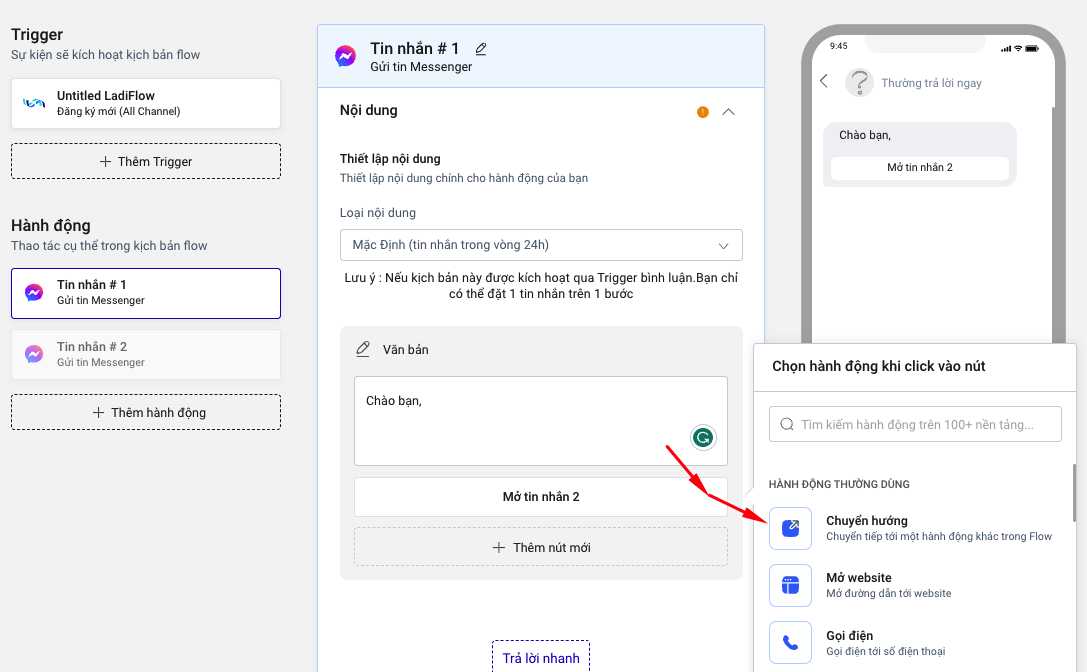 Trigger
Sự kiện sẽ kích hoạt kịch bản flow
Untitled LadiFlow
Đăng ký mới (All Channel)
Thêm Trigger
Hành động
Thao tác cụ thể trong kịch bản flow
Tin nhắn # 1
Gửi tin Messenger
Tin nhắn # 2
Gửi tin Messenger
Thêm hành động
Tin nhắn # 1
Gửi tin Messenger
Nội dung
Thiết lập nội dung
Thiết lập nội dung chính cho hành động của bạn
Loại nội dung
Mặc Định (tin nhắn trong vòng 24h)
Lưu ý : Nếu kịch bản này được kích hoạt qua Trigger bình luận.Bạn chỉ
có thể đặt 1 tin nhắn trên 1 bước
Văn bản
Chào bạn,
Mở tin nhắn 2
Thêm nút mới
Trả lời nhanh
9:45
Thường trả lời ngay
Chào bạn,
Mở tin nhắn 2
Chọn hành động khi click vào nút
Tìm kiếm hành động trên 100+ nền tảng...
HÀNH ĐỘNG THƯỜNG DÙNG
Chuyển hướng
Chuyển tiếp tới một hành động khác trong Flow
Mở website
Mở đường dẫn tới website
Gọi điện
Gọi điện tới số điện thoại